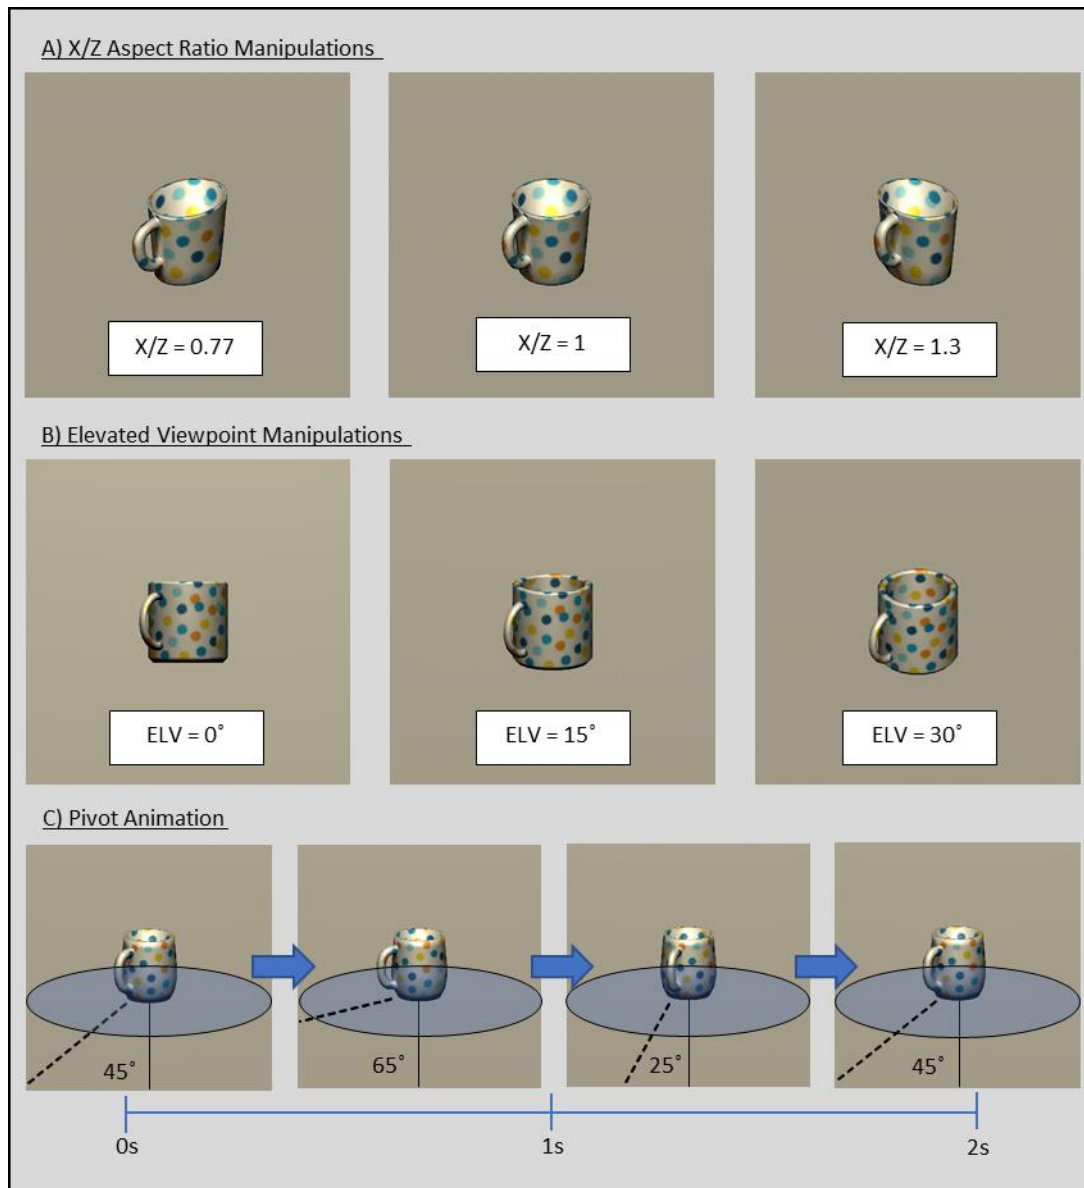 A) X/Z Aspect Ratio Manipulations
X/Z = 0.77
X/Z = 1
X/Z = 1.3
B) Elevated Viewpoint Manipulations
ELV = 0˚
ELV = 15˚
ELV = 30˚
C) Pivot Animation
45˚
65˚
25˚
45˚
0s
1s
2s